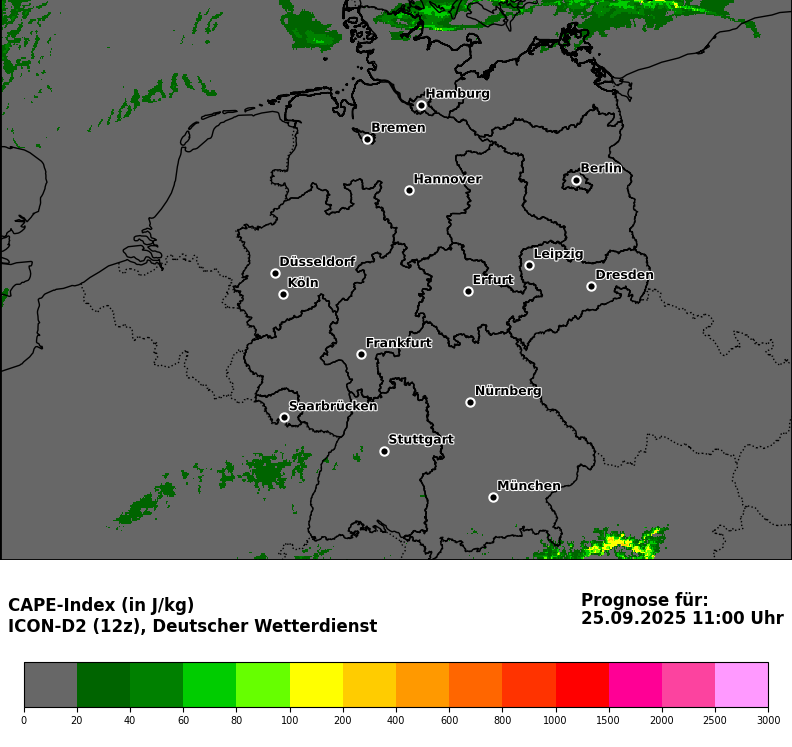 Hamburg
Bremen
Berlin
Hannover
Leipzig
Düsseldorf
Dresden
Köln
Erfurt
Frankfurt
Nürnberg
Saarbrücken
Stuttgart
München
CAPE-Index (in J/kg)
ICON-D2 (12z), Deutscher Wetterdienst
Prognose für:
25.09.2025 11:00 Uhr
0 20 40 60 80 100 200 400 600 800 1000 1500 2000 2500 3000